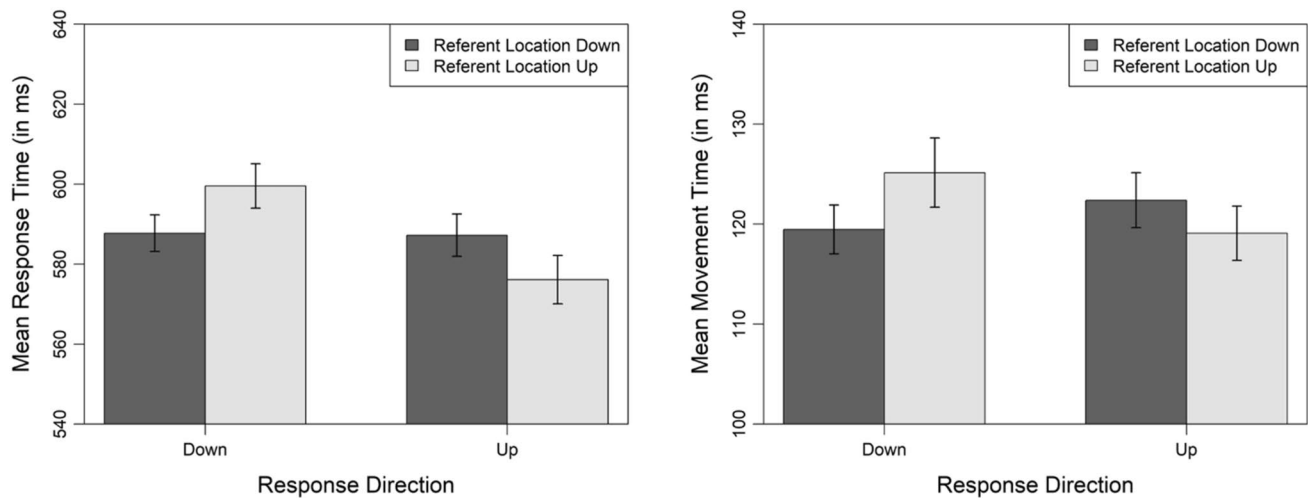 Mean Response Time (in ms)
640
620
600
580
560
540
Referent Location Down
Referent Location Up
Down
Up
Response Direction
Mean Movement Time (in ms)
140
130
120
110
100
Referent Location Down
Referent Location Up
Down
Up
Response Direction